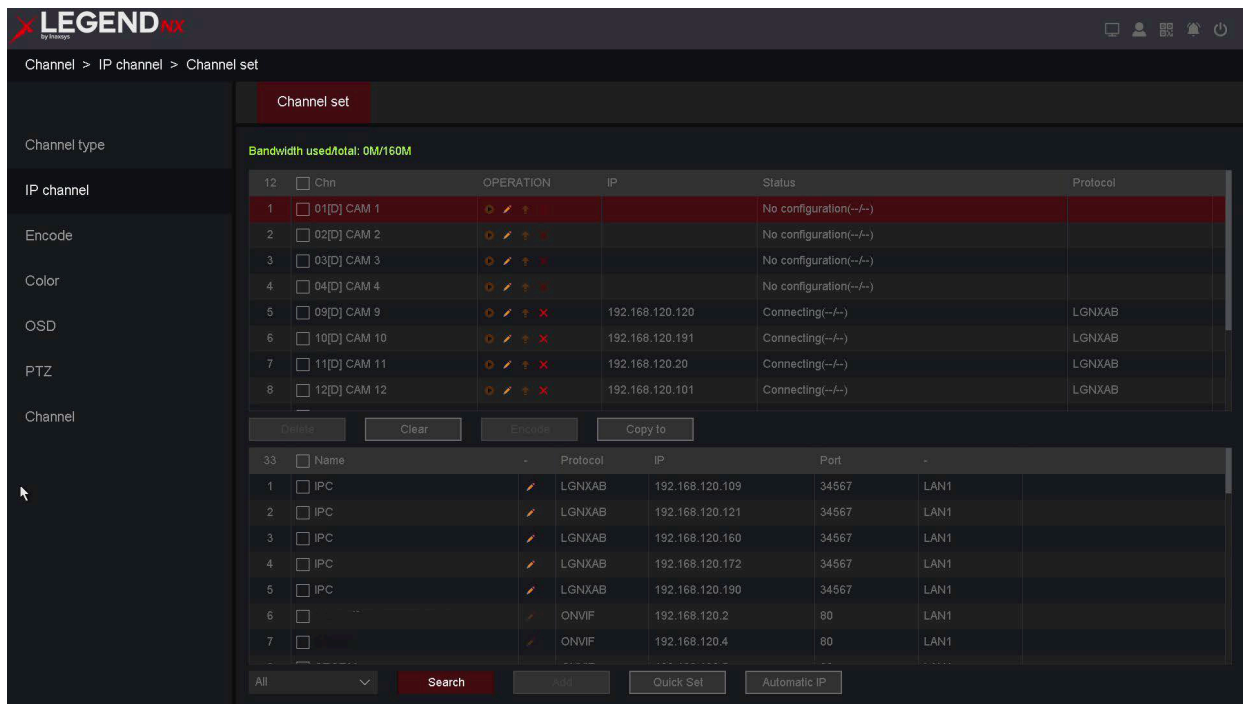 LEGEND NX
by Inaxsys
Channel > IP channel > Channel set
Channel set
Channel type
IP channel
Encode
Color
OSD
PTZ
Channel
Bandwidth used/total: 0M/160M
12 Chn OPERATION IP Status Protocol
1 01[D] CAM 1 No configuration(--/--)
2 02[D] CAM 2 No configuration(--/--)
3 03[D] CAM 3 No configuration(--/--)
4 04[D] CAM 4 No configuration(--/--)
5 09[D] CAM 9 192.168.120.120 Connecting(--/--) LGNXAB
6 10[D] CAM 10 192.168.120.191 Connecting(--/--) LGNXAB
7 11[D] CAM 11 192.168.120.20 Connecting(--/--) LGNXAB
8 12[D] CAM 12 192.168.120.101 Connecting(--/--) LGNXAB
Delete Clear Encode Copy to
33 Name - Protocol IP Port -
1 IPC LGNXAB 192.168.120.109 34567 LAN1
2 IPC LGNXAB 192.168.120.121 34567 LAN1
3 IPC LGNXAB 192.168.120.160 34567 LAN1
4 IPC LGNXAB 192.168.120.172 34567 LAN1
5 IPC LGNXAB 192.168.120.190 34567 LAN1
6 ONVIF 192.168.120.2 80 LAN1
7 ONVIF 192.168.120.4 80 LAN1
All Search Add Quick Set Automatic IP